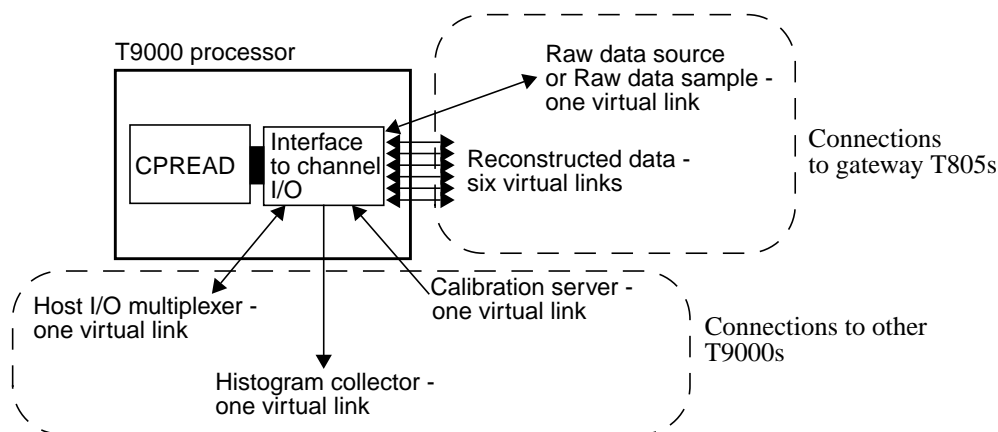 T9000 processor
CPREAD
Interface
to channel
I/O
Raw data source
or Raw data sample -
one virtual link
Reconstructed data -
six virtual links
Connections
to gateway T805s
Host I/O multiplexer -
one virtual link
Calibration server -
one virtual link
Histogram collector -
one virtual link
Connections to other
T9000s